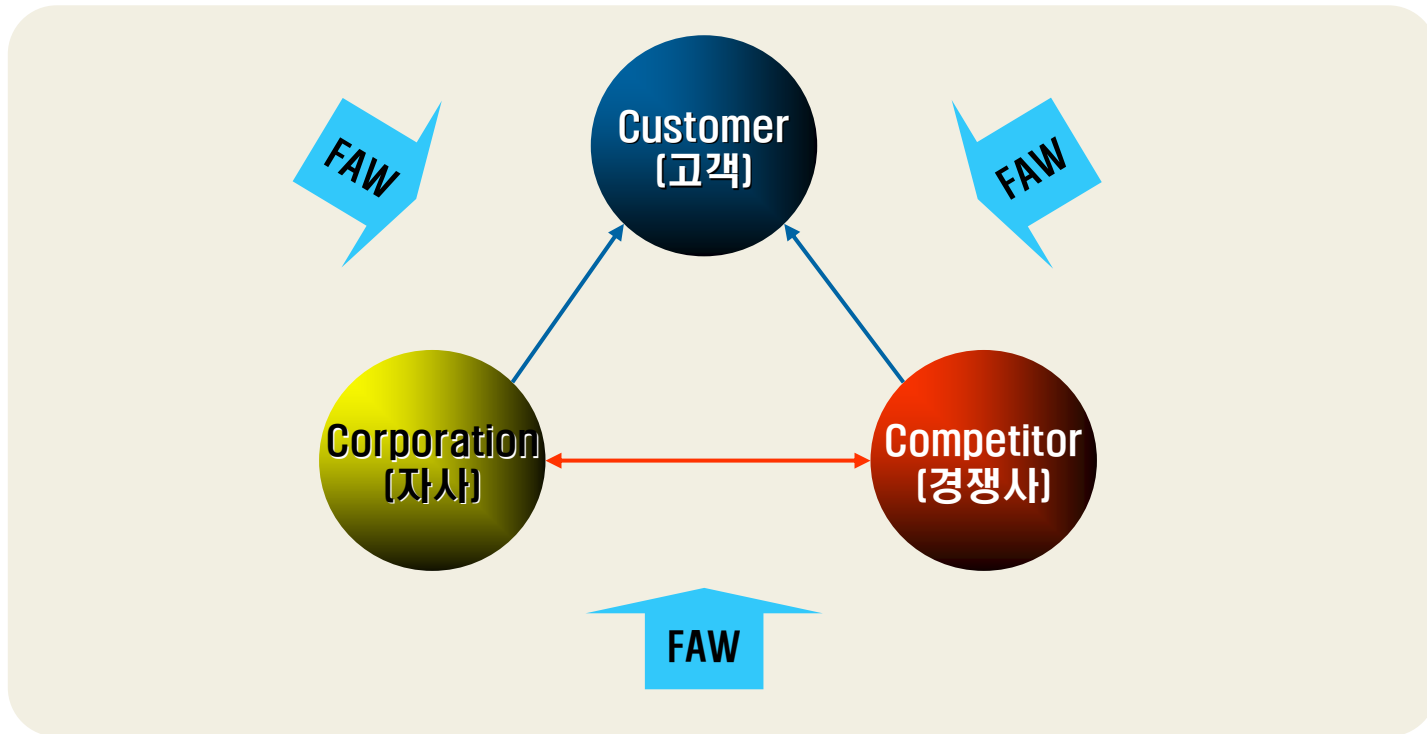 Customer
(고객)
FAW
FAW
Corporation
(자사)
Competitor
(경쟁사)
FAW